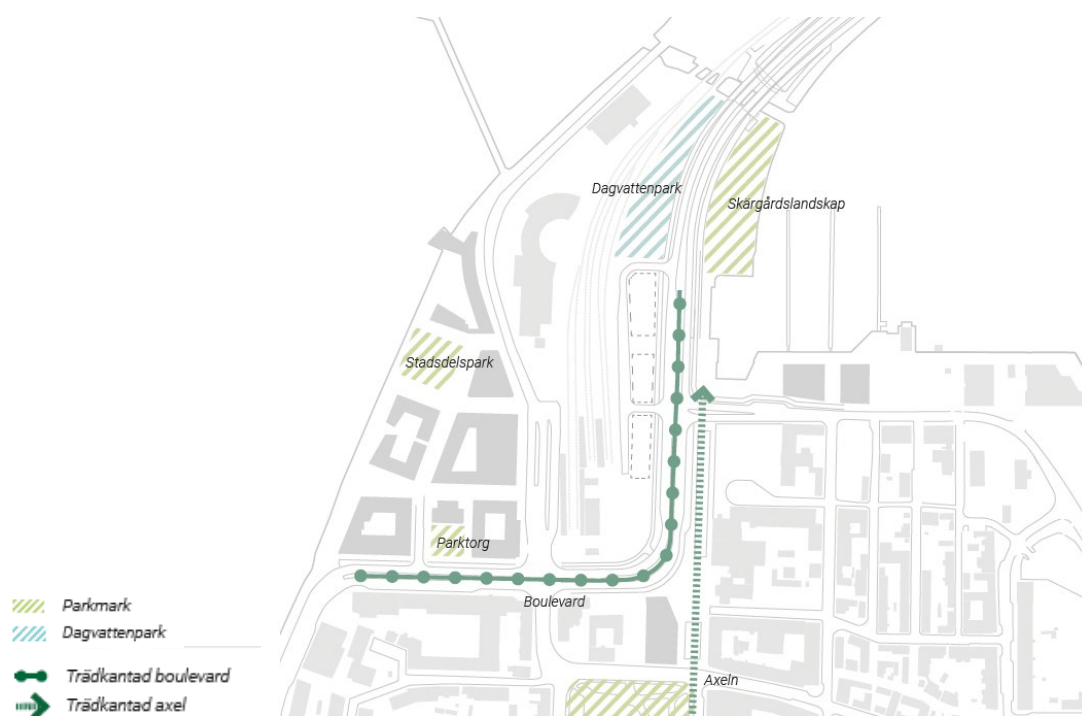 Dagvattenpark
Skärgårdslandskap
Stadsdelspark
Parktorg
Boulevard
Axeln
Parkmark
Dagvattenpark
Trädkantad boulevard
Trädkantad axel